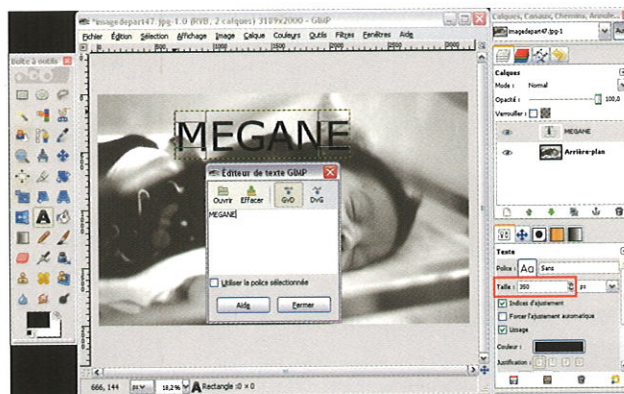 *imagedepart47.jpg-1.0 (RVB, 2 calques) 3189x2000 – GIMP
Fichier Édition Sélection Affichage Image Calque Couleurs Outils Filtres Fenêtres Aide
Boîte à outils
MEGANE
Éditeur de texte GIMP
Ouvrir Effacer GvD DvG
MEGANE
Utiliser la police sélectionnée
Aide Fermer
666, 144 px 18,2% Rectangle :0 × 0
Calques, Canaux, Chemins, Annule...
imagedepart47.jpg-1
Calques
Mode : Normal
Opacité : 100,0
Verrouiller :
T MEGANE
Arrière-plan
Texte
Police : Aa Sans
Taille : 350 px
Indices d'ajustement
Forcer l'ajustement automatique
Lissage
Couleur :
Justification :